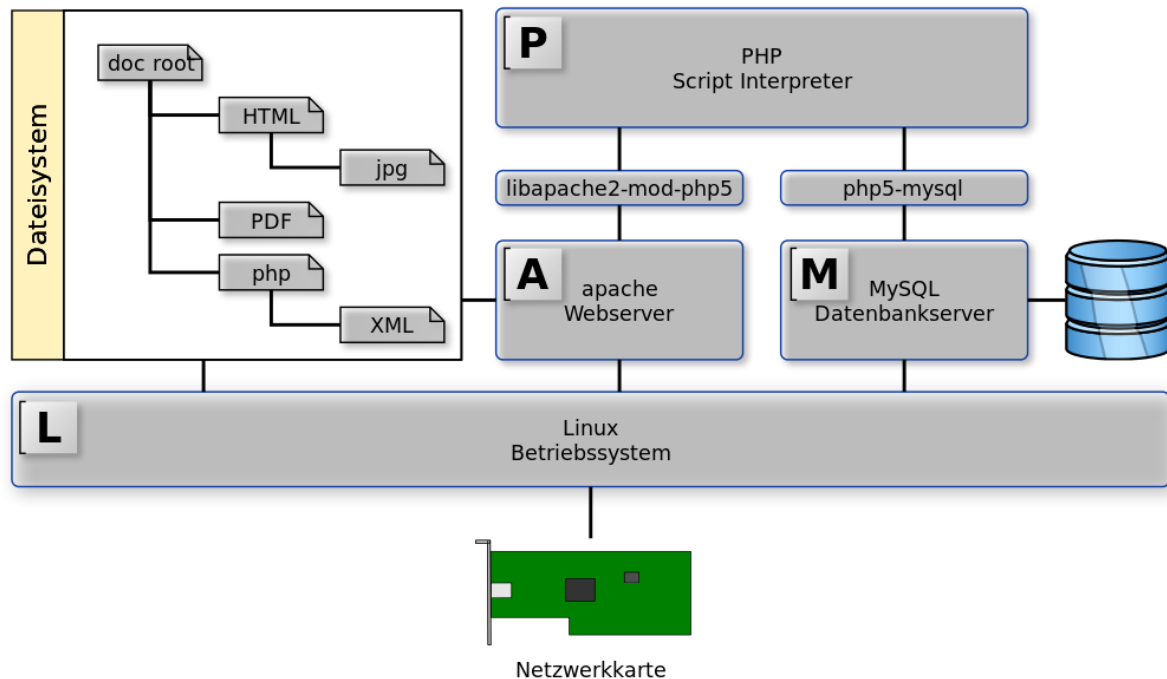 Dateisystem
doc root
HTML
jpg
PDF
php
XML
P
PHP
Script Interpreter
libapache2-mod-php5
php5-mysql
A
apache
Webserver
M
MySQL
Datenbankserver
L
Linux
Betriebssystem
Netzwerkkarte